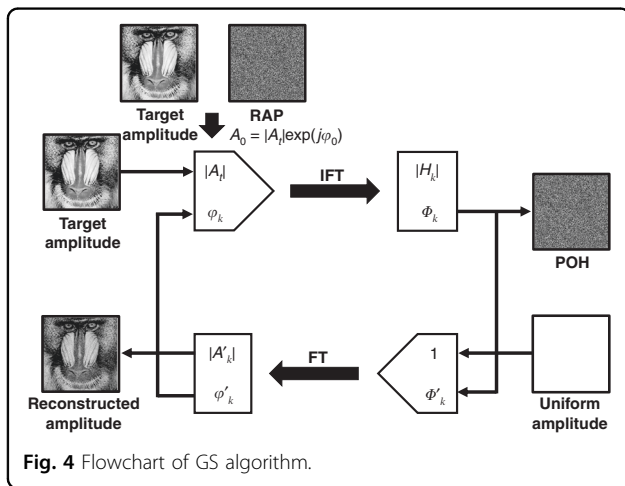 Target
amplitude
RAP
A₀ = |Aₜ|exp(jφ₀)
Target
amplitude
|Aₜ|
φₖ
IFT
|Hₖ|
Φₖ
POH
Reconstructed
amplitude
|A'ₖ|
φ'ₖ
FT
1
Φ'ₖ
Uniform
amplitude
Fig. 4 Flowchart of GS algorithm.